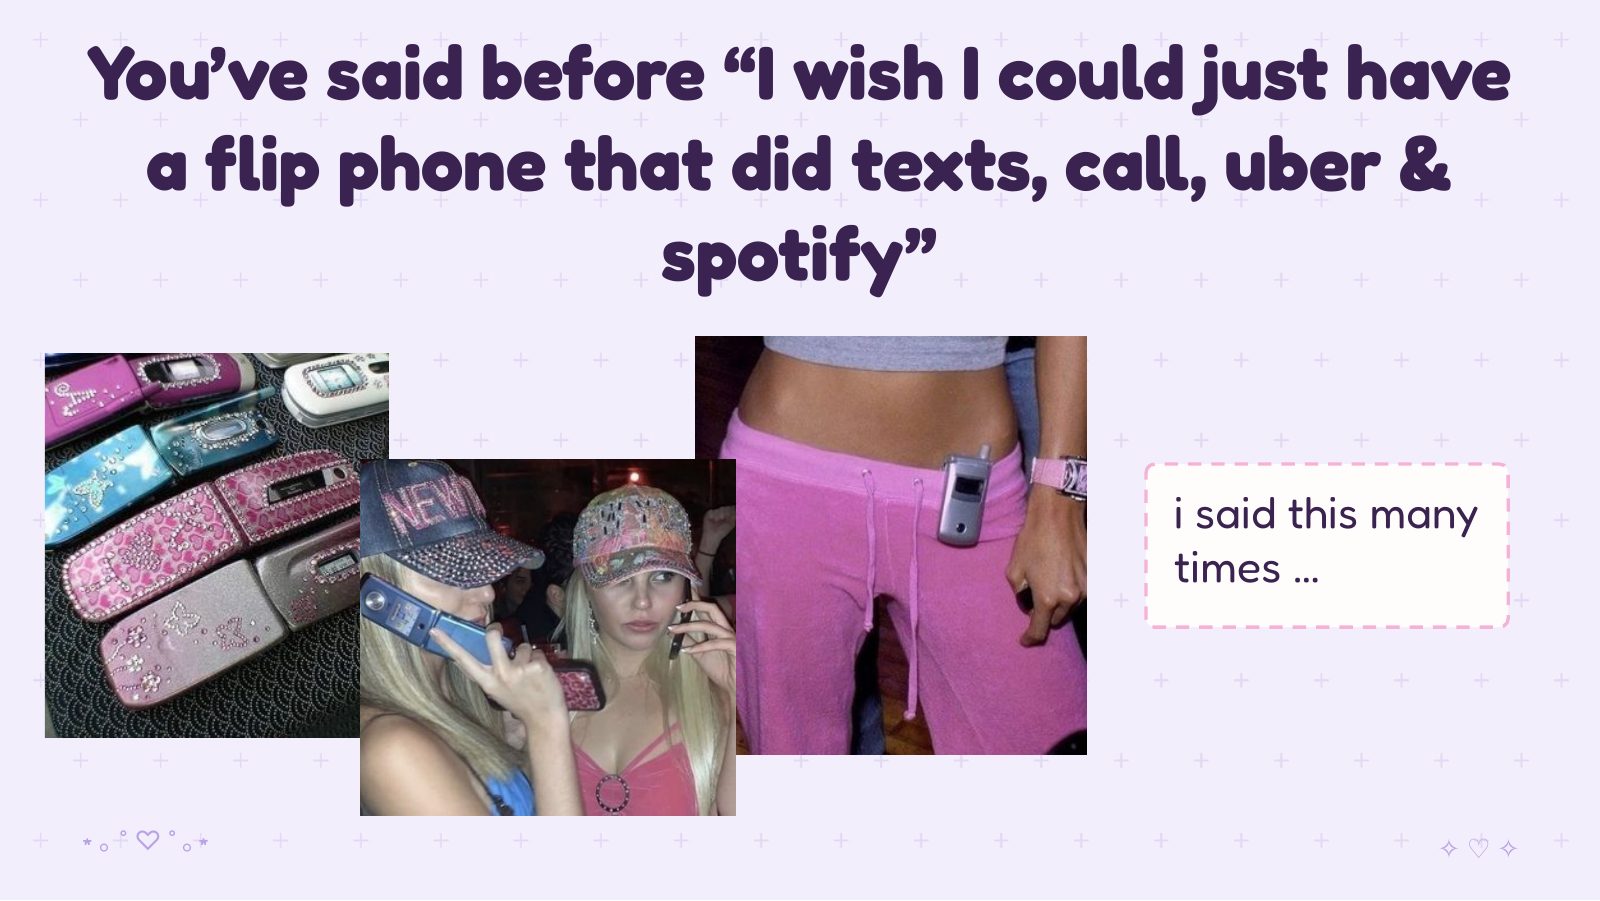 You’ve said before “I wish I could just have
a flip phone that did texts, call, uber &
spotify”
NEW
i said this many
times ...